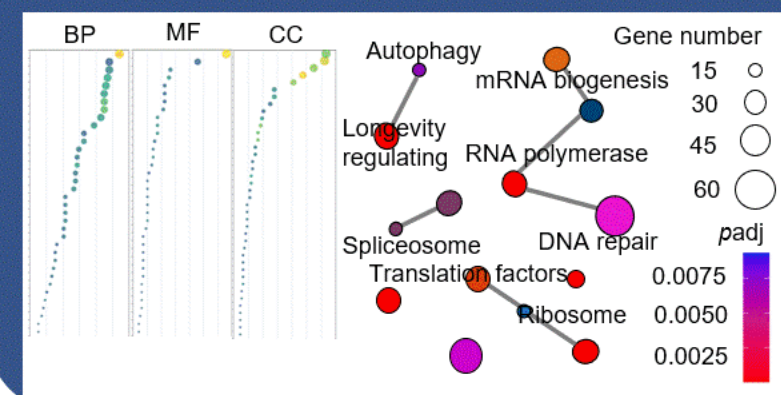 BP
MF
CC
Autophagy
Longevity
regulating
mRNA biogenesis
RNA polymerase
Spliceosome
DNA repair
Translation factors
Ribosome
Gene number
15
30
45
60
padj
0.0075
0.0050
0.0025